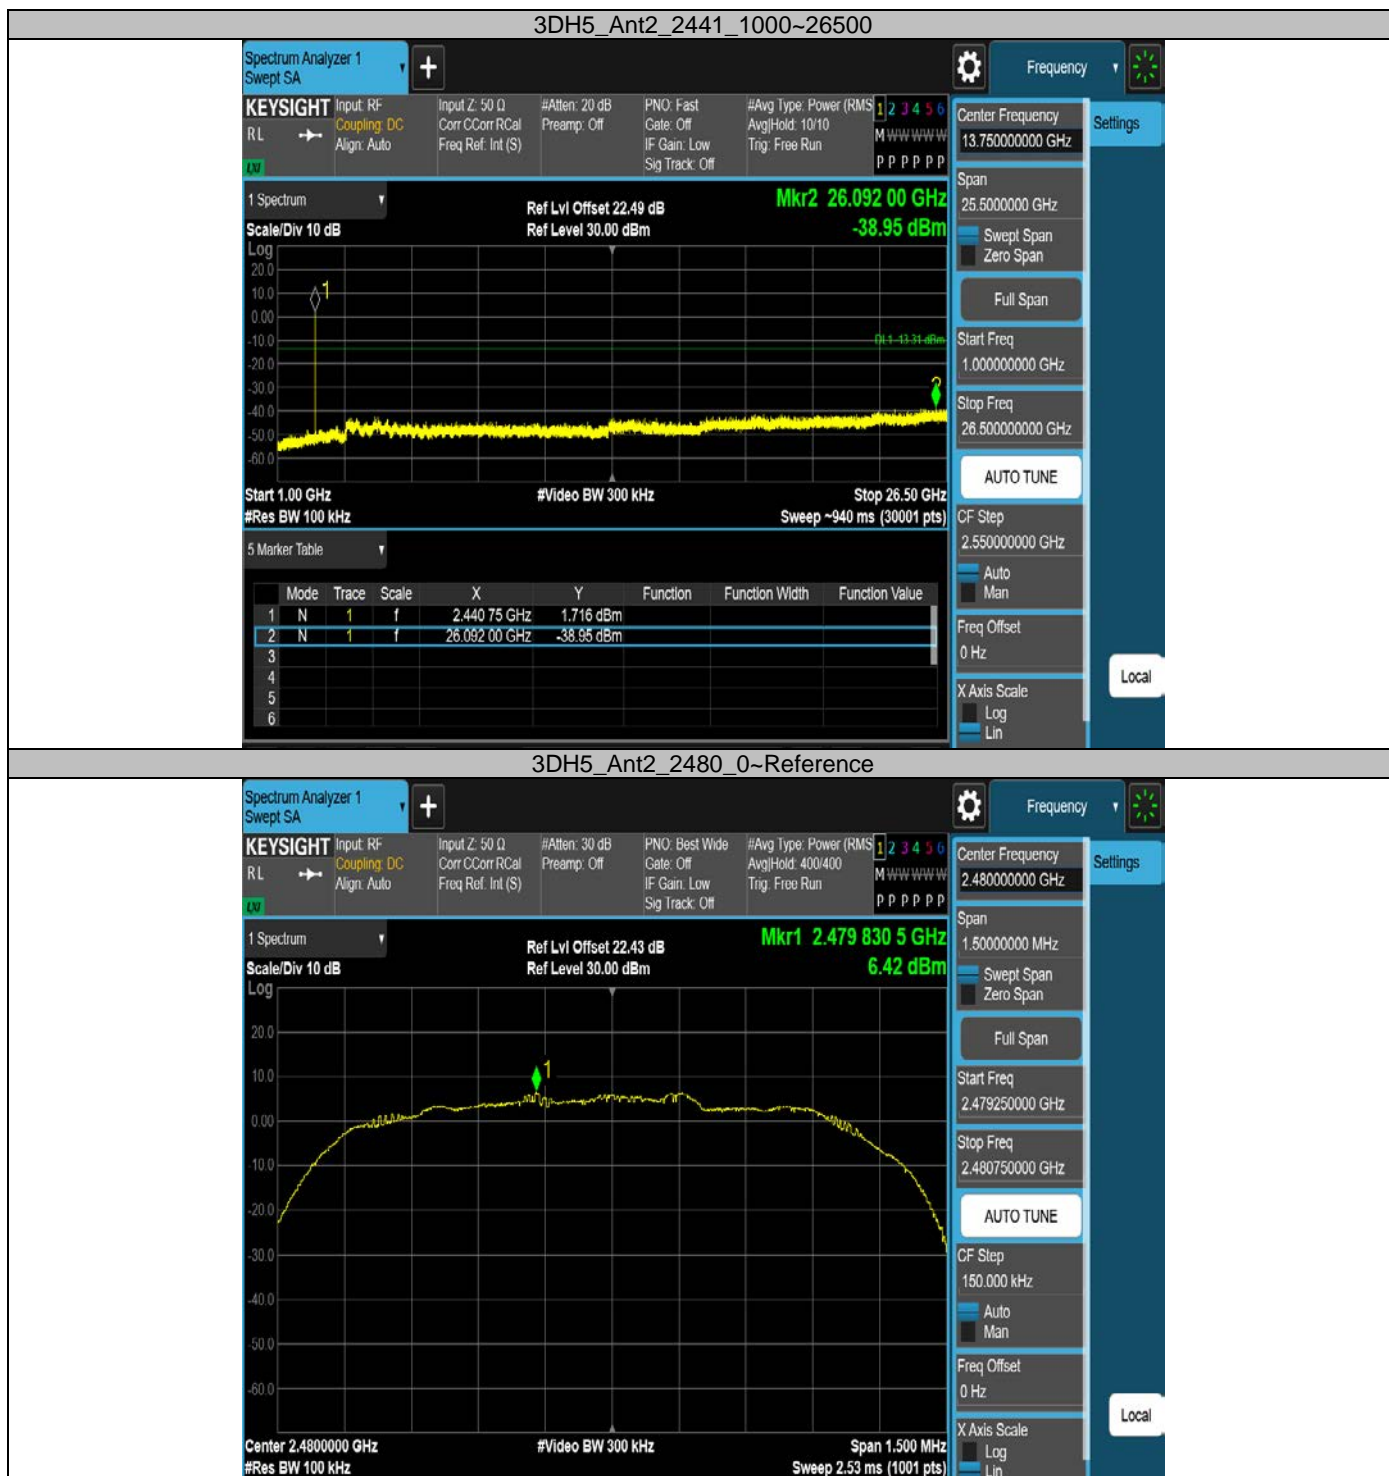 3DH5_Ant2_2441_1000~26500
Spectrum Analyzer 1
Swept SA
+
Frequency
KEYSIGHT
RL
LXI
Input: RF
Coupling: DC
Align: Auto
Input Z: 50 Ω
Corr CCorr RCal
Freq Ref: Int (S)
#Atten: 20 dB
Preamp: Off
PNO: Fast
Gate: Off
IF Gain: Low
Sig Track: Off
#Avg Type: Power (RMS
Avg|Hold: 10/10
Trig: Free Run
1 2 3 4 5 6
M W W W W W
P P P P P P
1 Spectrum
Scale/Div 10 dB
Ref Lvl Offset 22.49 dB
Ref Level 30.00 dBm
Mkr2 26.092 00 GHz
-38.95 dBm
Log
20.0
10.0
0.00
-10.0
-20.0
-30.0
-40.0
-50.0
-60.0
1
DL1 -13.31 dBm
2
Start 1.00 GHz
#Video BW 300 kHz
Stop 26.50 GHz
#Res BW 100 kHz
Sweep ~940 ms (30001 pts)
5 Marker Table
Mode Trace Scale X Y Function Function Width Function Value
1 N 1 f 2.440 75 GHz 1.716 dBm
2 N 1 f 26.092 00 GHz -38.95 dBm
3
4
5
6
Center Frequency
13.750000000 GHz
Span
25.5000000 GHz
Swept Span
Zero Span
Full Span
Start Freq
1.000000000 GHz
Stop Freq
26.500000000 GHz
AUTO TUNE
CF Step
2.550000000 GHz
Auto
Man
Freq Offset
0 Hz
X Axis Scale
Log
Lin
Settings
Local
3DH5_Ant2_2480_0~Reference
Spectrum Analyzer 1
Swept SA
+
Frequency
KEYSIGHT
RL
LXI
Input: RF
Coupling: DC
Align: Auto
Input Z: 50 Ω
Corr CCorr RCal
Freq Ref: Int (S)
#Atten: 30 dB
Preamp: Off
PNO: Best Wide
Gate: Off
IF Gain: Low
Sig Track: Off
#Avg Type: Power (RMS
Avg|Hold: 400/400
Trig: Free Run
1 2 3 4 5 6
M W W W W W
P P P P P P
1 Spectrum
Scale/Div 10 dB
Ref Lvl Offset 22.43 dB
Ref Level 30.00 dBm
Mkr1 2.479 830 5 GHz
6.42 dBm
Log
20.0
10.0
0.00
-10.0
-20.0
-30.0
-40.0
-50.0
-60.0
1
Center 2.4800000 GHz
#Video BW 300 kHz
Span 1.500 MHz
#Res BW 100 kHz
Sweep 2.53 ms (1001 pts)
Center Frequency
2.480000000 GHz
Span
1.50000000 MHz
Swept Span
Zero Span
Full Span
Start Freq
2.479250000 GHz
Stop Freq
2.480750000 GHz
AUTO TUNE
CF Step
150.000 kHz
Auto
Man
Freq Offset
0 Hz
X Axis Scale
Log
Lin
Settings
Local